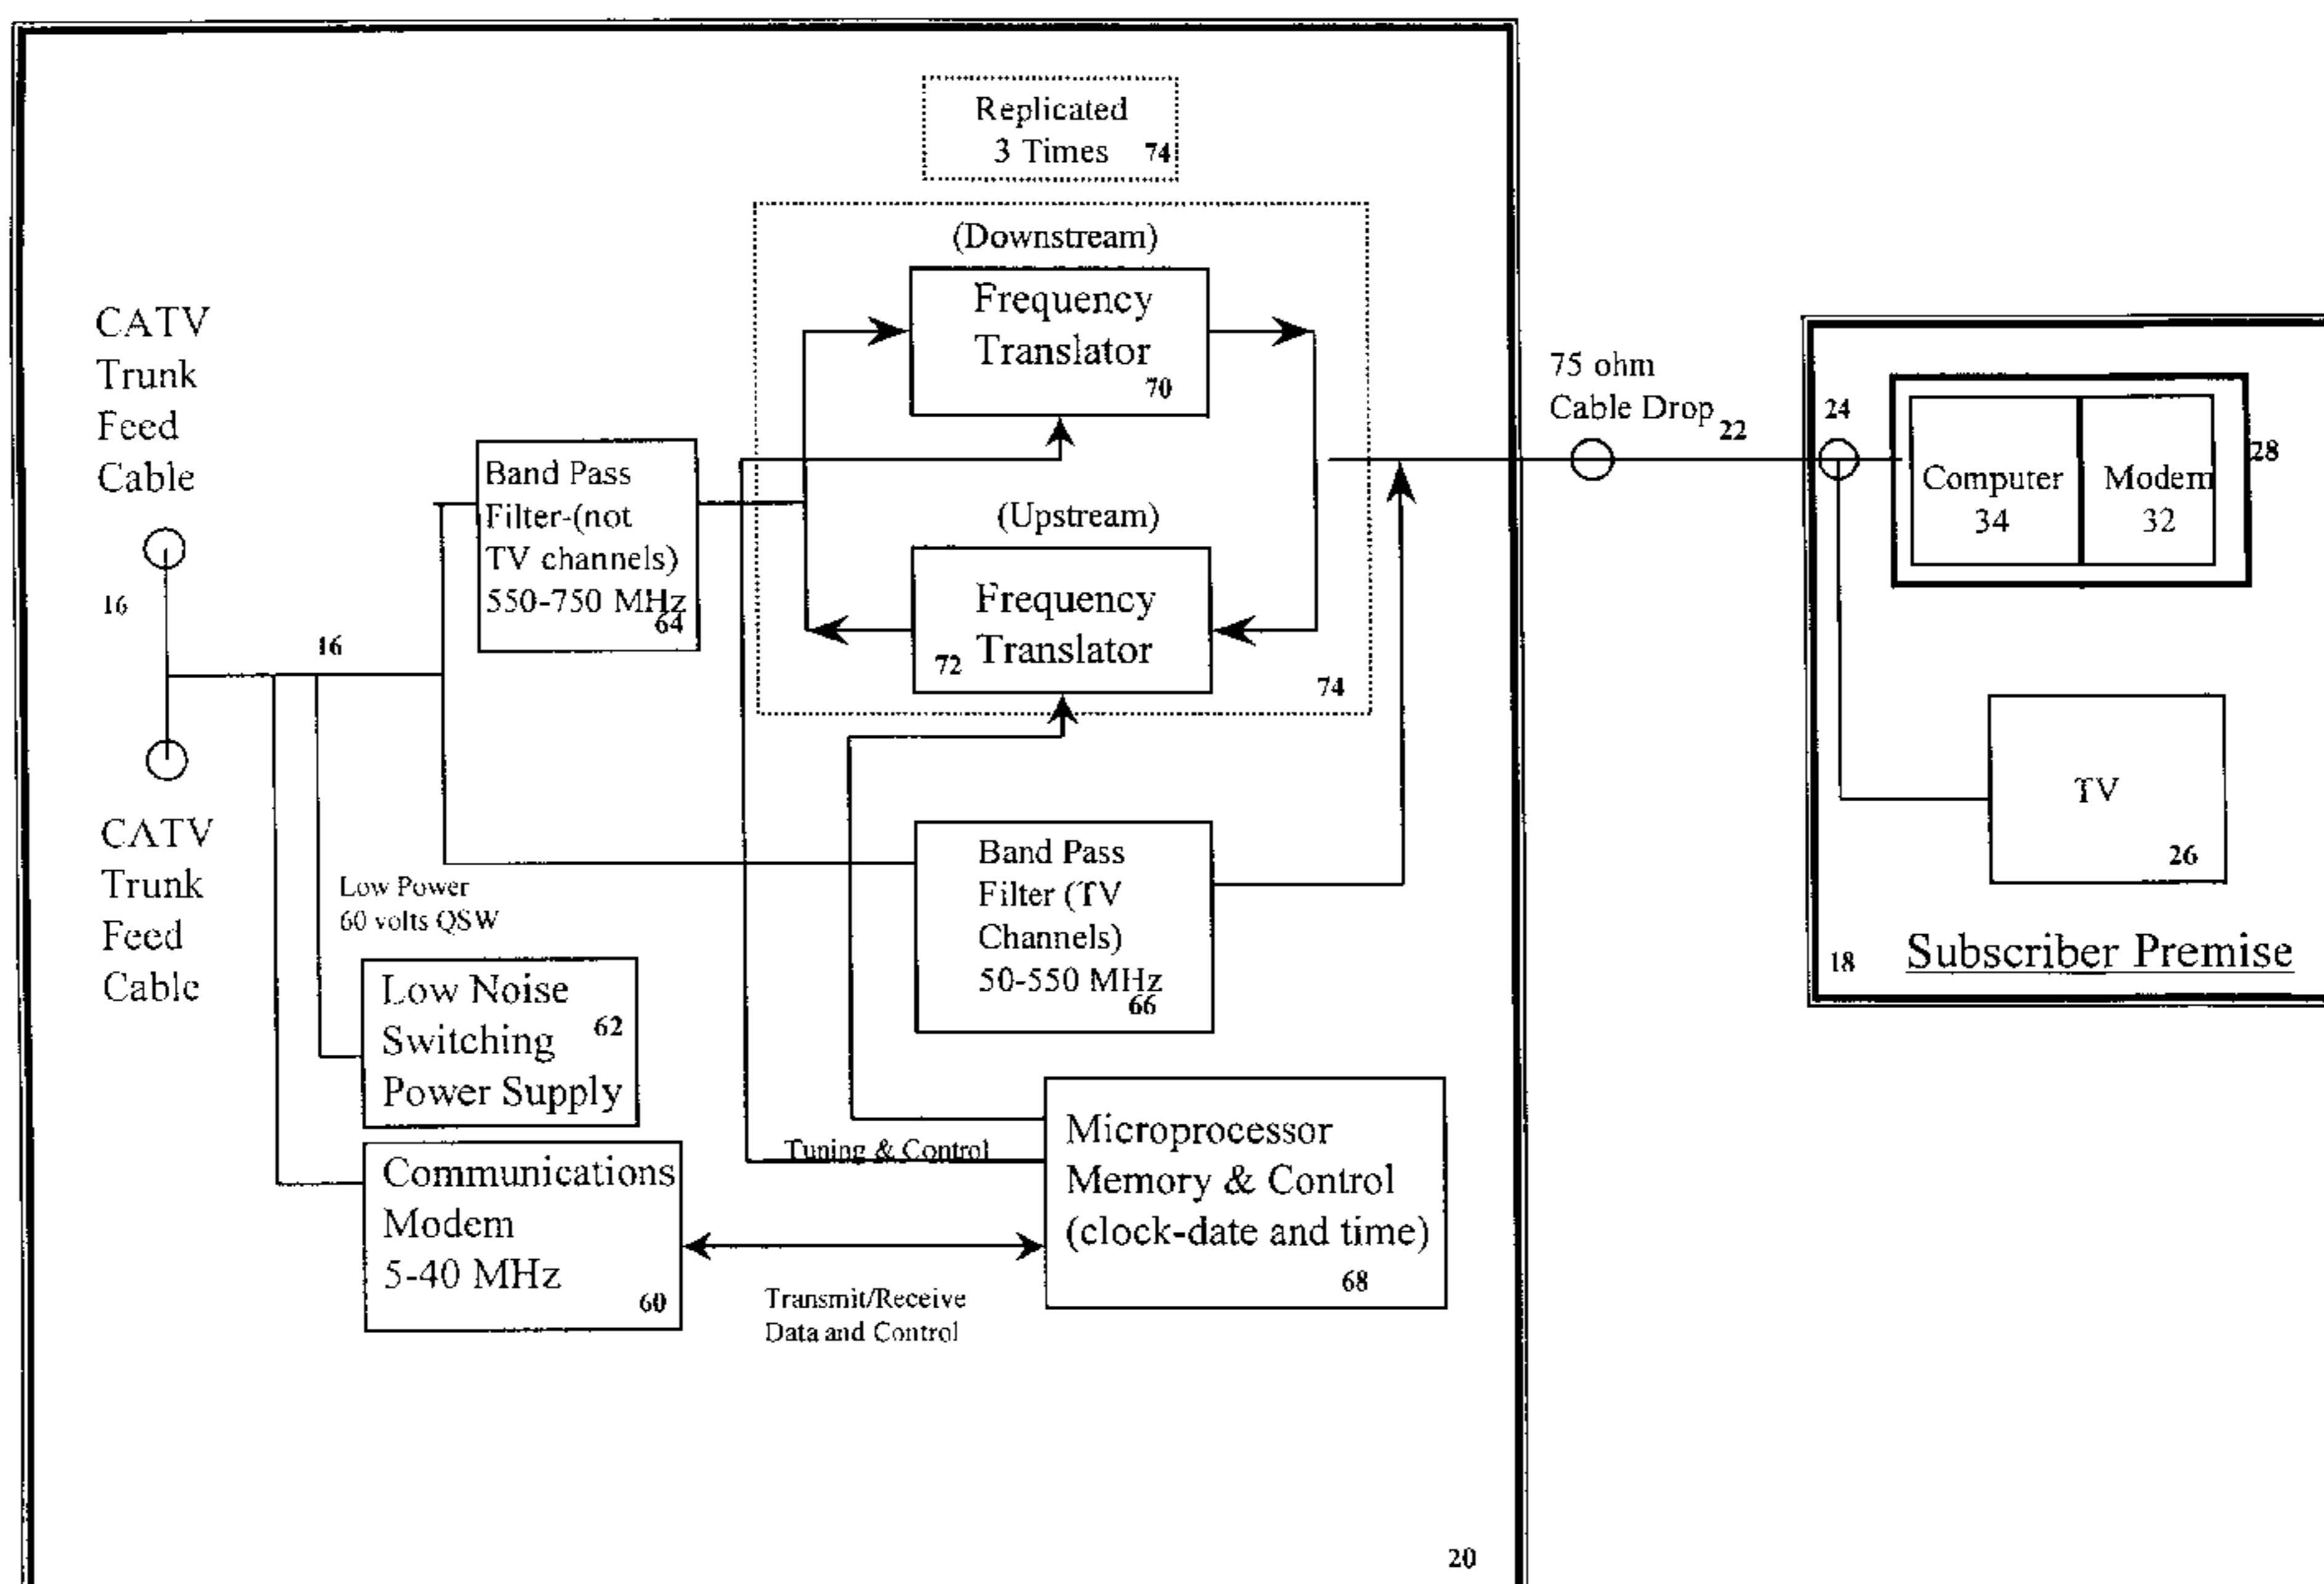 Replicated
3 Times 74
(Downstream)
Frequency
Translator
70
CATV
Trunk
Feed
Cable
16
16
Band Pass
Filter-(not
TV channels)
550-750 MHz
64
(Upstream)
Frequency
72 Translator
74
75 ohm
Cable Drop 22
24
28
Computer
34
Modem
32
TV
26
18 Subscriber Premise
CATV
Trunk
Feed
Cable
Low Power
60 volts QSW
Band Pass
Filter (TV
Channels)
50-550 MHz
66
Low Noise
Switching 62
Power Supply
Tuning & Control
Microprocessor
Memory & Control
(clock-date and time)
68
Communications
Modem
5-40 MHz
60
Transmit/Receive
Data and Control
20